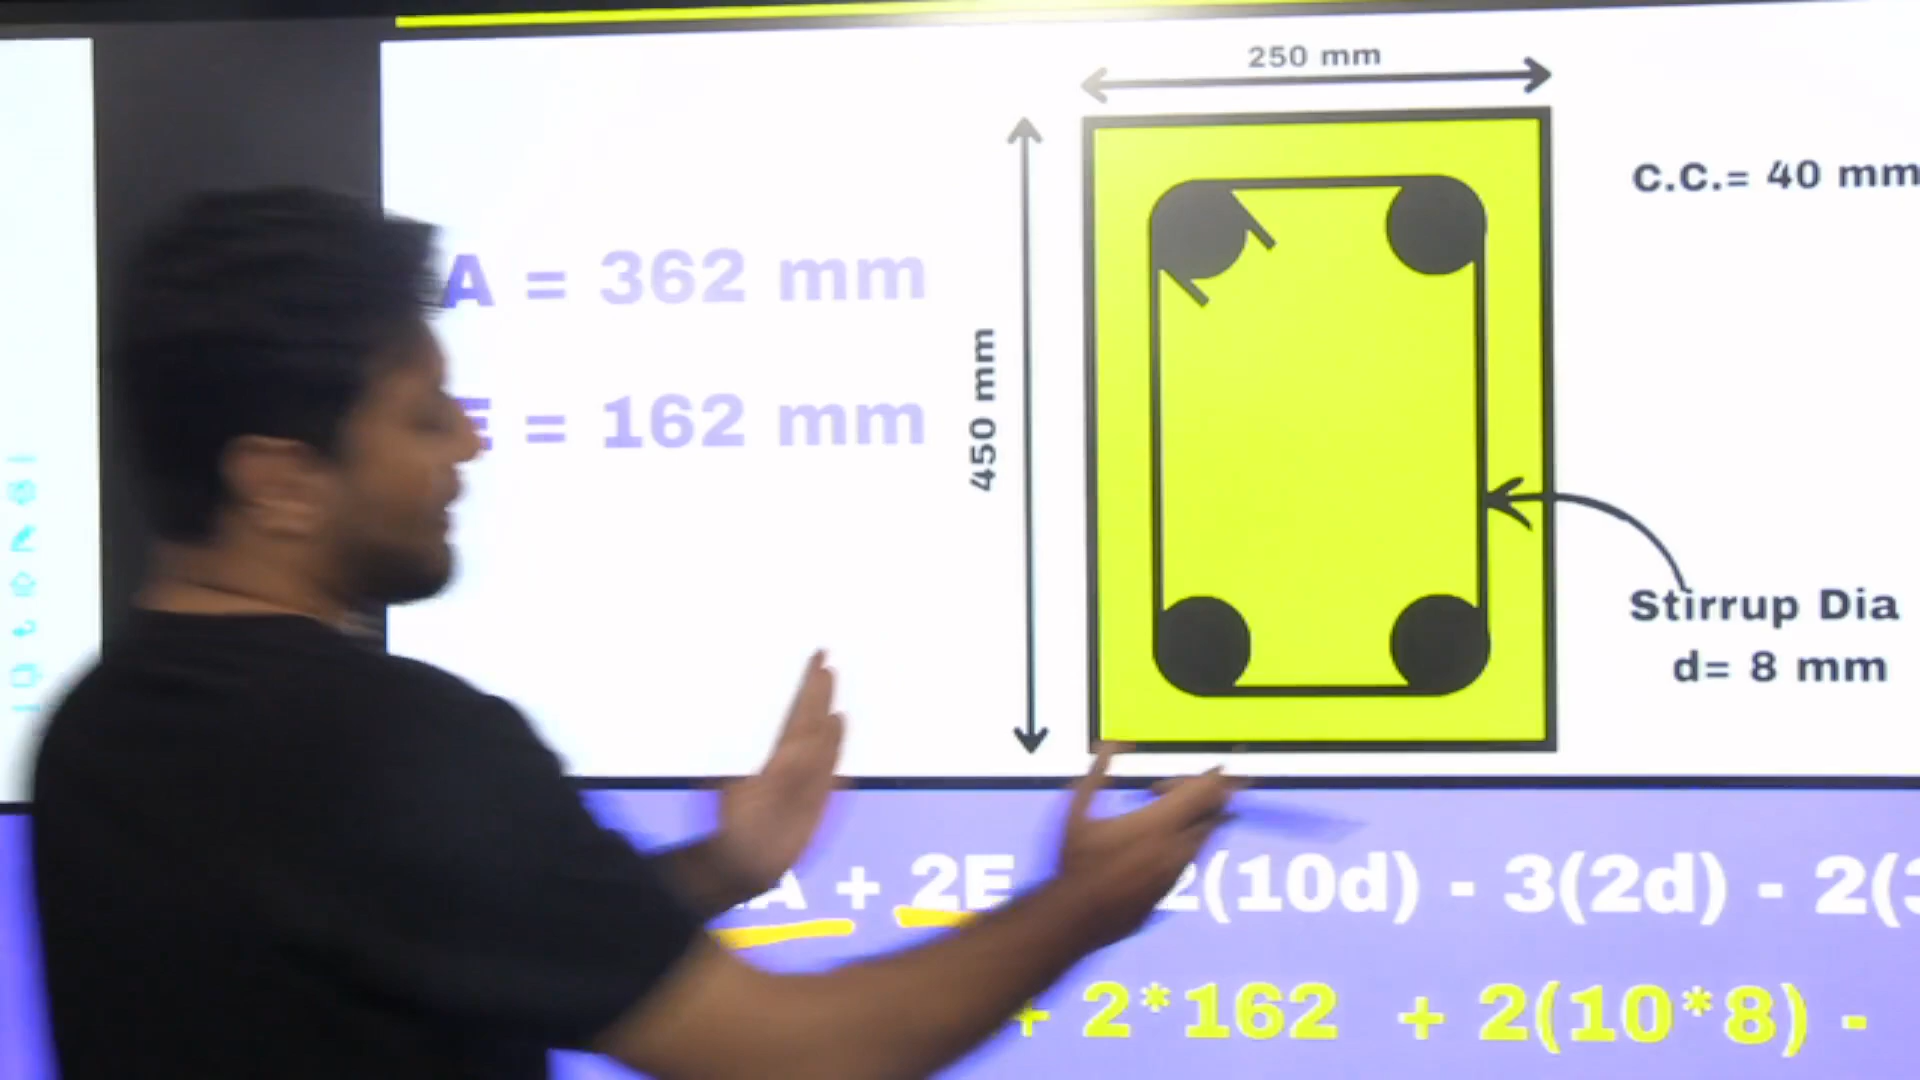 250 mm
C.C.= 40 mm
A = 362 mm
E = 162 mm
450 mm
Stirrup Dia
d= 8 mm
A + 2E 2(10d) - 3(2d) - 2(3
+ 2*162 + 2(10*8) -